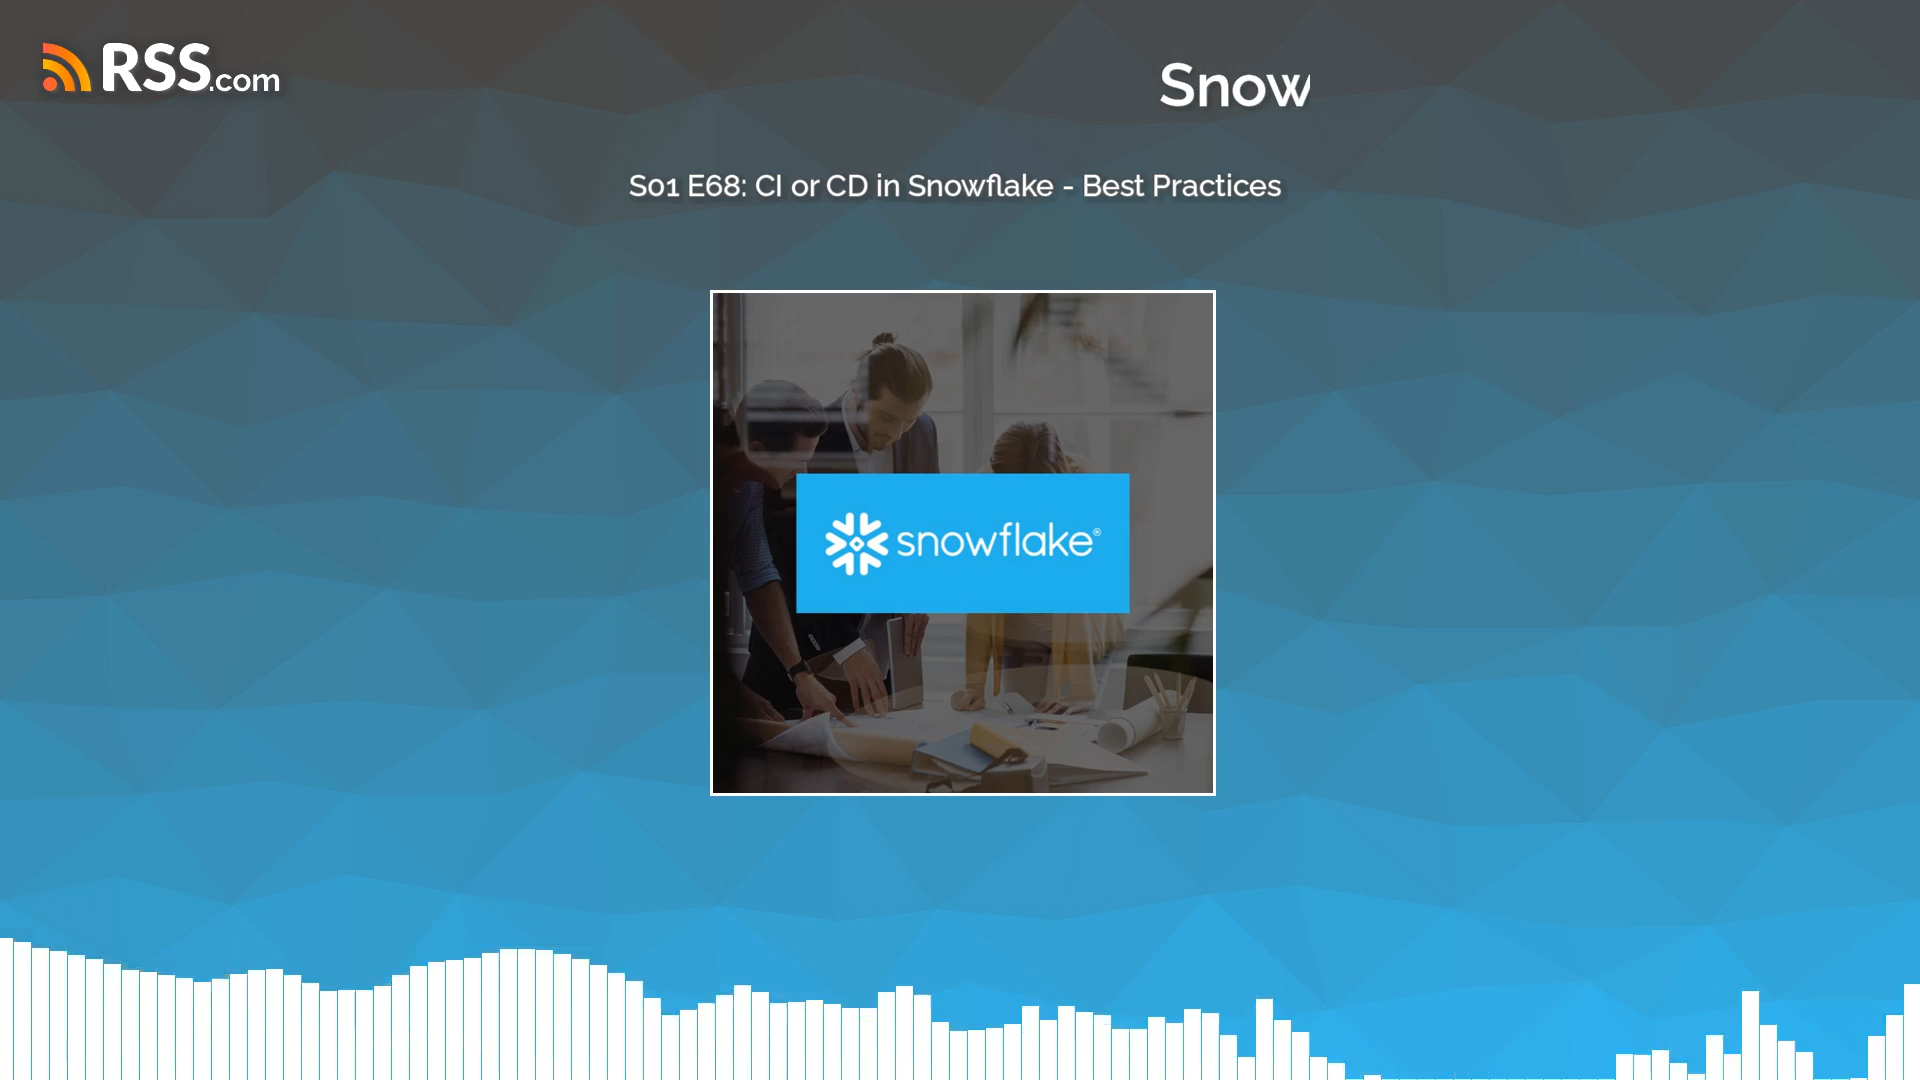 RSS.com
Snow
S01 E68: CI or CD in Snowflake - Best Practices
snowflake®